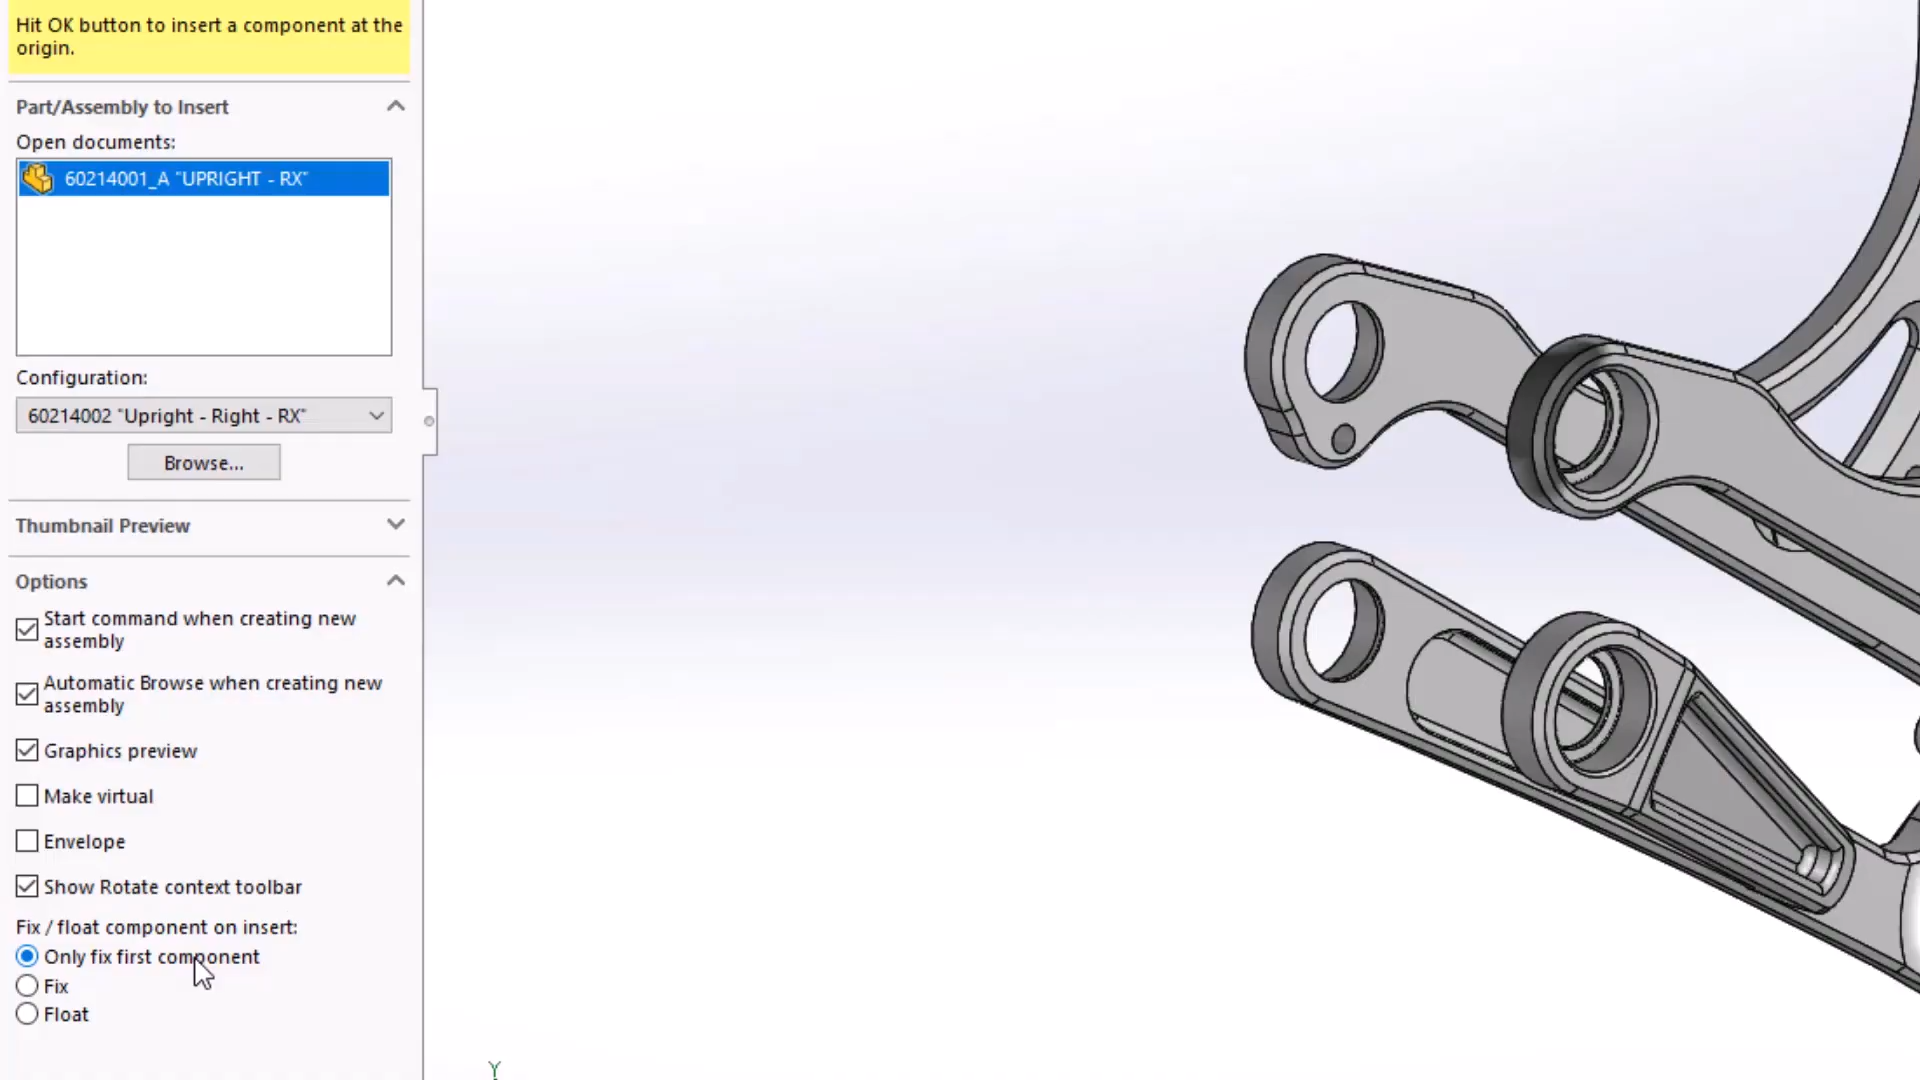 Hit OK button to insert a component at the
origin.
Part/Assembly to Insert
Open documents:
60214001_A "UPRIGHT - RX"
Configuration:
60214002 "Upright - Right - RX"
Browse...
Thumbnail Preview
Options
Start command when creating new
assembly
Automatic Browse when creating new
assembly
Graphics preview
Make virtual
Envelope
Show Rotate context toolbar
Fix / float component on insert:
Only fix first component
Fix
Float
Y